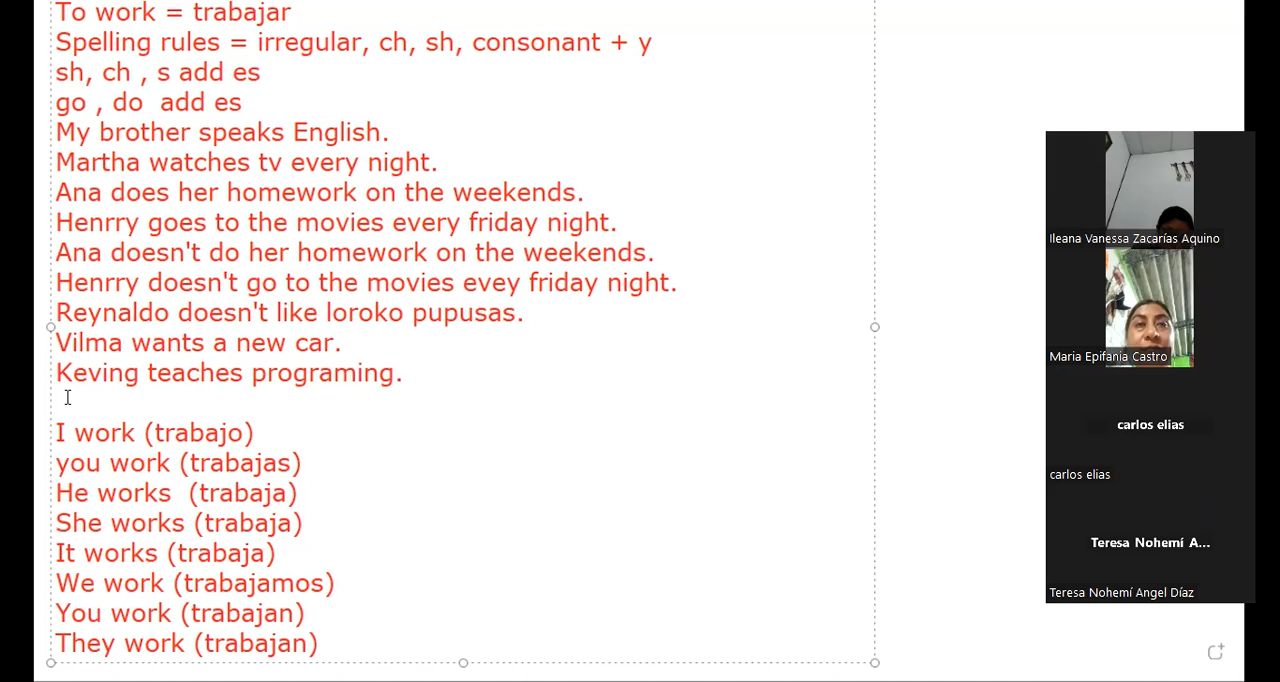 To work = trabajar
Spelling rules = irregular, ch, sh, consonant + y
sh, ch , s add es
go , do  add es
My brother speaks English.
Martha watches tv every night.
Ana does her homework on the weekends.
Henrry goes to the movies every friday night.
Ana doesn't do her homework on the weekends.
Henrry doesn't go to the movies evey friday night.
Reynaldo doesn't like loroko pupusas.
Vilma wants a new car.
Keving teaches programing.
I work (trabajo)
you work (trabajas)
He works  (trabaja)
She works (trabaja)
It works (trabaja)
We work (trabajamos)
You work (trabajan)
They work (trabajan)
Ileana Vanessa Zacarías Aquino
Maria Epifania Castro
carlos elias
carlos elias
Teresa Nohemí A...
Teresa Nohemí Angel Díaz